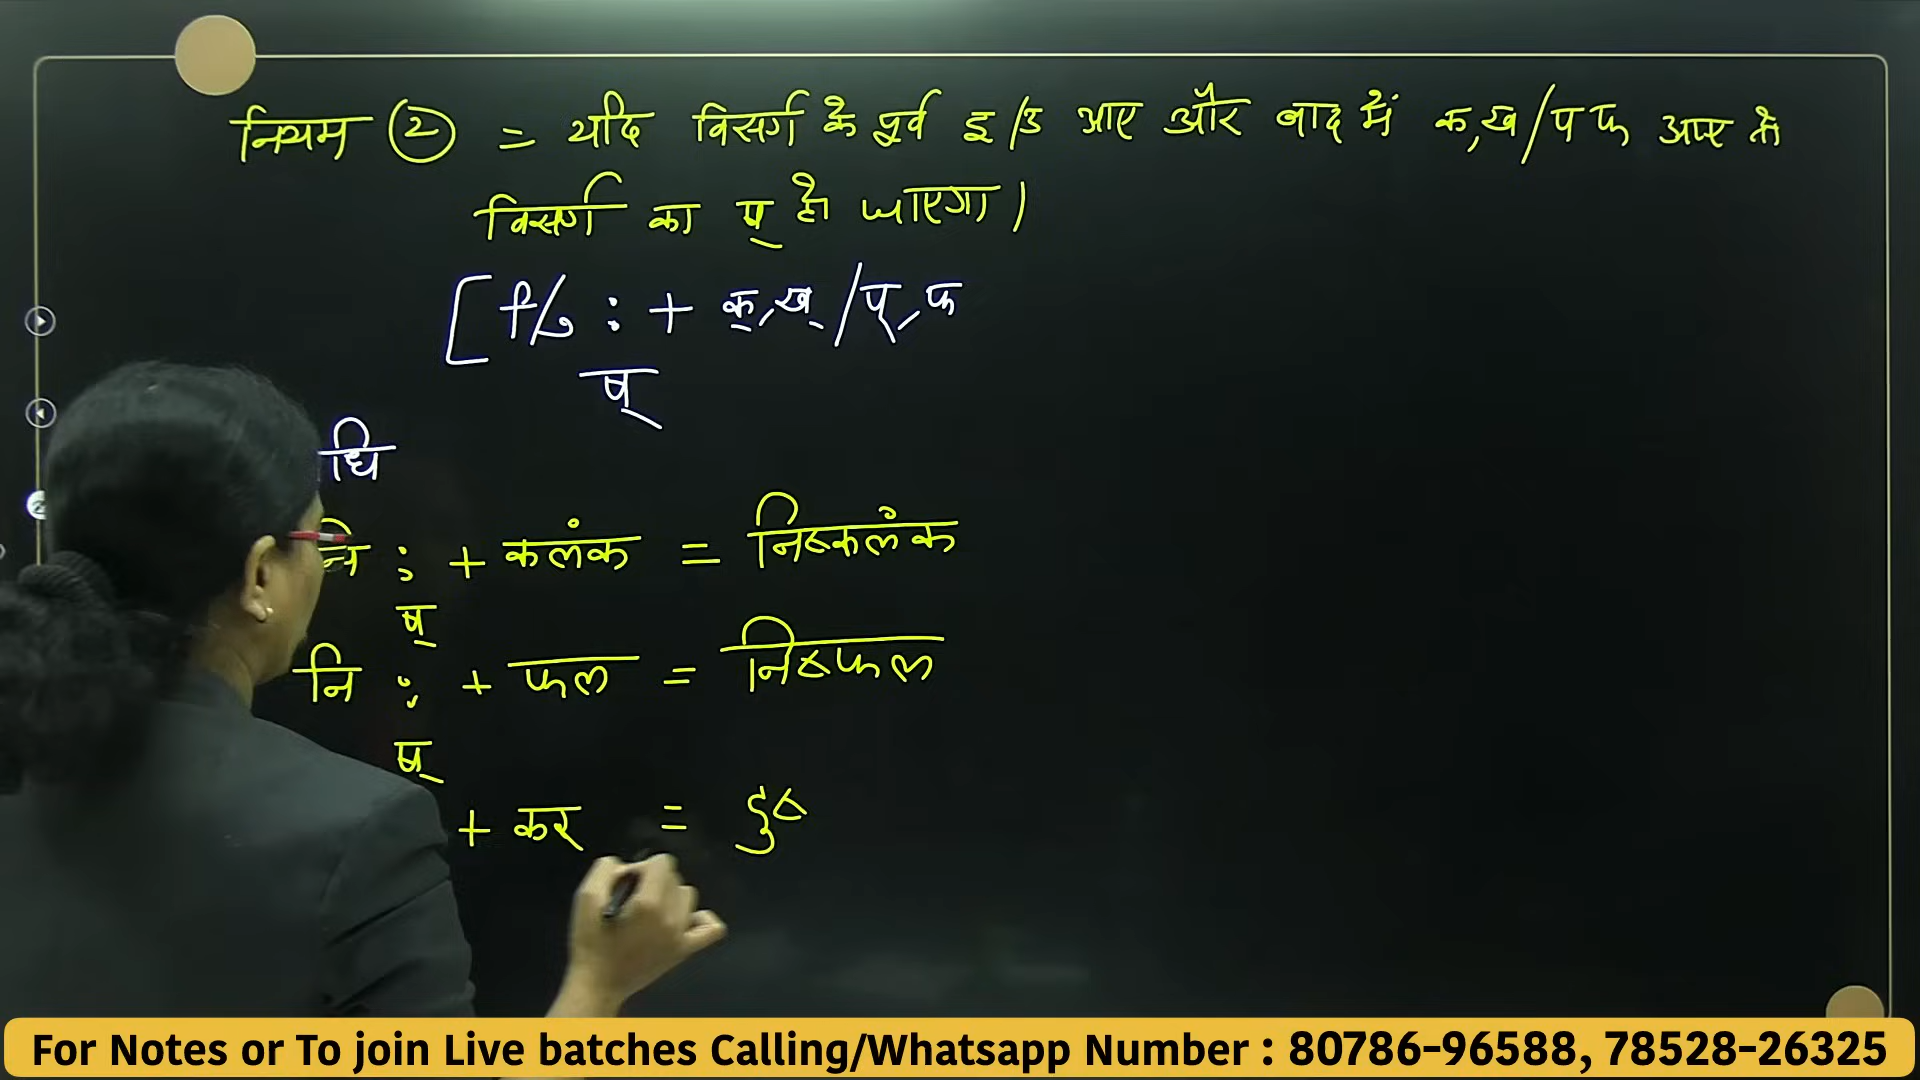 नियम ② = यदि विसर्ग के पूर्व इ/उ आए और बाद में क,ख/प फ आए तो
विसर्ग का ष् हो जाएगा।
[ ि/ ु : + क्,ख्/प्,फ
ष्
धि
नि : + कलंक = निष्कलंक
ष्
नि : + फल = निष्फल
ष्
+ कर = दुष्
For Notes or To join Live batches Calling/Whatsapp Number : 80786-96588, 78528-26325